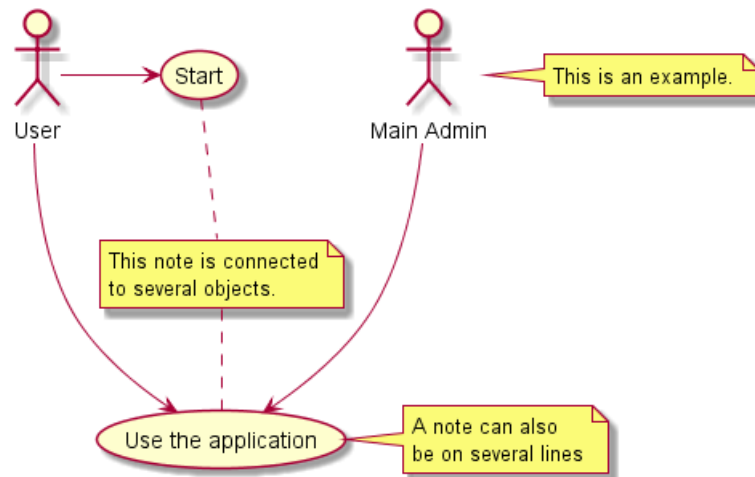 Start
This is an example.
User
Main Admin
This note is connected
to several objects.
Use the application
A note can also
be on several lines